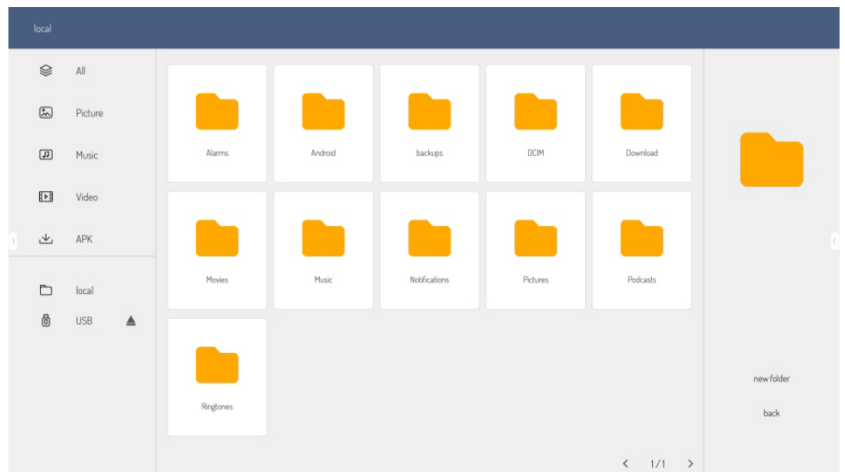 local
All
Picture
Music
Video
APK
local
USB
Alarms
Android
backups
DCIM
Download
Movies
Music
Notifications
Pictures
Podcasts
Ringtones
new folder
back
1/1